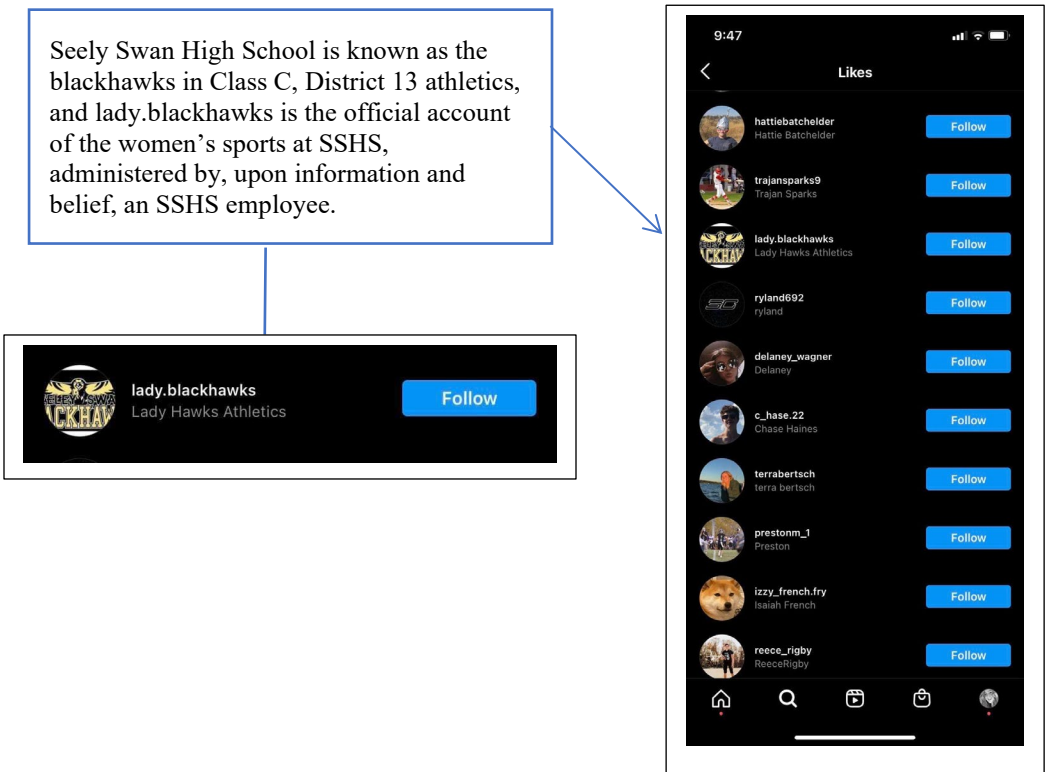 Seely Swan High School is known as the
blackhawks in Class C, District 13 athletics,
and lady.blackhawks is the official account
of the women’s sports at SSHS,
administered by, upon information and
belief, an SSHS employee.
lady.blackhawks
Lady Hawks Athletics
Follow
9:47
Likes
hattiebatchelder
Hattie Batchelder
Follow
trajansparks9
Trajan Sparks
Follow
lady.blackhawks
Lady Hawks Athletics
Follow
ryland692
ryland
Follow
delaney_wagner
Delaney
Follow
c_hase.22
Chase Haines
Follow
terrabertsch
terra bertsch
Follow
prestonm_1
Preston
Follow
izzy_french.fry
Isaiah French
Follow
reece_rigby
ReeceRigby
Follow